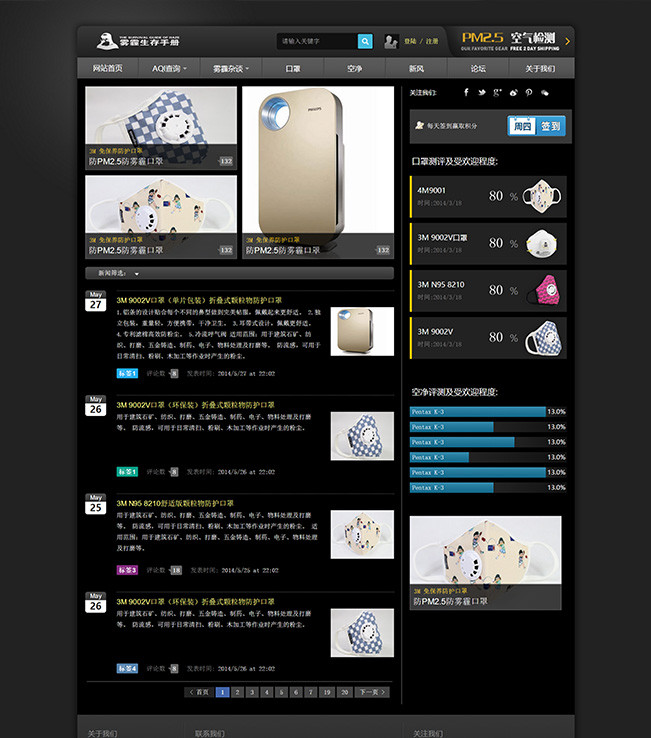 雾霾生存手册
请输入关键字
登陆 / 注册
PM2.5 空气检测
OUR FAVORITE GEAR FREE 2 DAY SHIPPING
网站首页 AQI查询 雾霾杂谈 口罩 空净 新风 论坛 关于我们
3M 免保养防护口罩
防PM2.5防雾霾口罩
132
3M 免保养防护口罩
防PM2.5防雾霾口罩
132
PHILIPS
3M 免保养防护口罩
防PM2.5防雾霾口罩
132
新闻筛选:
May
27
3M 9002V口罩（单片包装）折叠式颗粒物防护口罩
1.铝条的设计贴合每个不同的鼻型做到完美贴服，佩戴起来更舒适。 2.独
立包装，重量轻，方便携带，干净卫生。 3.耳带式设计，佩戴更舒适。
4.专利滤棉高效防粉尘。 5.冷流呼气阀 适用范围：用于建筑石矿、纺
织、打磨、五金铸造、制药、电子、物料处理及打磨等。 防流感，可用于
日常清扫、粉刷、木加工等作业时产生的粉尘。
标签1 评论数 8 发表时间: 2014/5/27 at 22:02
May
26
3M 9002V口罩（环保装）折叠式颗粒物防护口罩
用于建筑石矿、纺织、打磨、五金铸造、制药、电子、物料处理及打磨
等。 防流感，可用于日常清扫、粉刷、木加工等作业时产生的粉尘。
标签1 评论数 8 发表时间: 2014/5/26 at 22:02
May
25
3M N95 8210舒适版颗粒物防护口罩
用于建筑石矿、纺织、打磨、五金铸造、制药、电子、物料处理及打磨
等。 防流感，可用于日常清扫、粉刷、木加工等作业时产生的粉尘。 适
用范围：用于建筑石矿、纺织、打磨、五金铸造、制药、电子、物料处理
及打磨等。
标签3 评论数 18 发表时间: 2014/5/25 at 22:02
May
26
3M 9002V口罩（环保装）折叠式颗粒物防护口罩
用于建筑石矿、纺织、打磨、五金铸造、制药、电子、物料处理及打磨
等。 防流感，可用于日常清扫、粉刷、木加工等作业时产生的粉尘。
标签4 评论数 8 发表时间: 2014/5/26 at 22:02
首页 1 2 3 4 5 6 7 19 20 下一页
关注我们:
每天签到赢取积分
周四 签到
口罩测评及受欢迎程度:
4M9001
时间:2014/3/18
80 %
3M 9002V口罩
时间:2014/3/18
80 %
3M N95 8210
时间:2014/3/18
80 %
3M 9002V
时间:2014/3/18
80 %
空净评测及受欢迎程度:
Pentax K-3 13.0%
Pentax K-3 13.0%
Pentax K-3 13.0%
Pentax K-3 13.0%
Pentax K-3 13.0%
Pentax K-3 13.0%
3M 免保养防护口罩
防PM2.5防雾霾口罩
关于我们 联系我们 关注我们